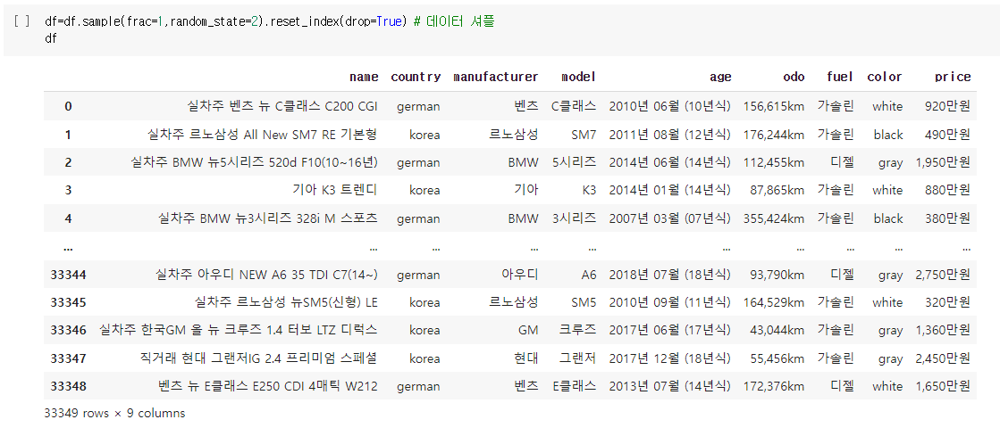 [ ] df=df.sample(frac=1,random_state=2).reset_index(drop=True) # 데이터 셔플
df
name country manufacturer model age odo fuel color price
0 실차주 벤츠 뉴 C클래스 C200 CGI german 벤츠 C클래스 2010년 06월 (10년식) 156,615km 가솔린 white 920만원
1 실차주 르노삼성 All New SM7 RE 기본형 korea 르노삼성 SM7 2011년 08월 (12년식) 176,244km 가솔린 black 490만원
2 실차주 BMW 뉴5시리즈 520d F10(10~16년) german BMW 5시리즈 2014년 06월 (14년식) 112,455km 디젤 gray 1,950만원
3 기아 K3 트렌디 korea 기아 K3 2014년 01월 (14년식) 87,865km 가솔린 white 880만원
4 실차주 BMW 뉴3시리즈 328i M 스포츠 german BMW 3시리즈 2007년 03월 (07년식) 355,424km 가솔린 black 380만원
... ... ... ... ... ... ... ... ... ...
33344 실차주 아우디 NEW A6 35 TDI C7(14~) german 아우디 A6 2018년 07월 (18년식) 93,790km 디젤 gray 2,750만원
33345 실차주 르노삼성 뉴SM5(신형) LE korea 르노삼성 SM5 2010년 09월 (11년식) 164,529km 가솔린 white 320만원
33346 실차주 한국GM 올 뉴 크루즈 1.4 터보 LTZ 디럭스 korea GM 크루즈 2017년 06월 (17년식) 43,044km 가솔린 gray 1,360만원
33347 직거래 현대 그랜저IG 2.4 프리미엄 스페셜 korea 현대 그랜저 2017년 12월 (18년식) 55,456km 가솔린 gray 2,450만원
33348 벤츠 뉴 E클래스 E250 CDI 4매틱 W212 german 벤츠 E클래스 2013년 07월 (14년식) 172,376km 디젤 white 1,650만원
33349 rows × 9 columns